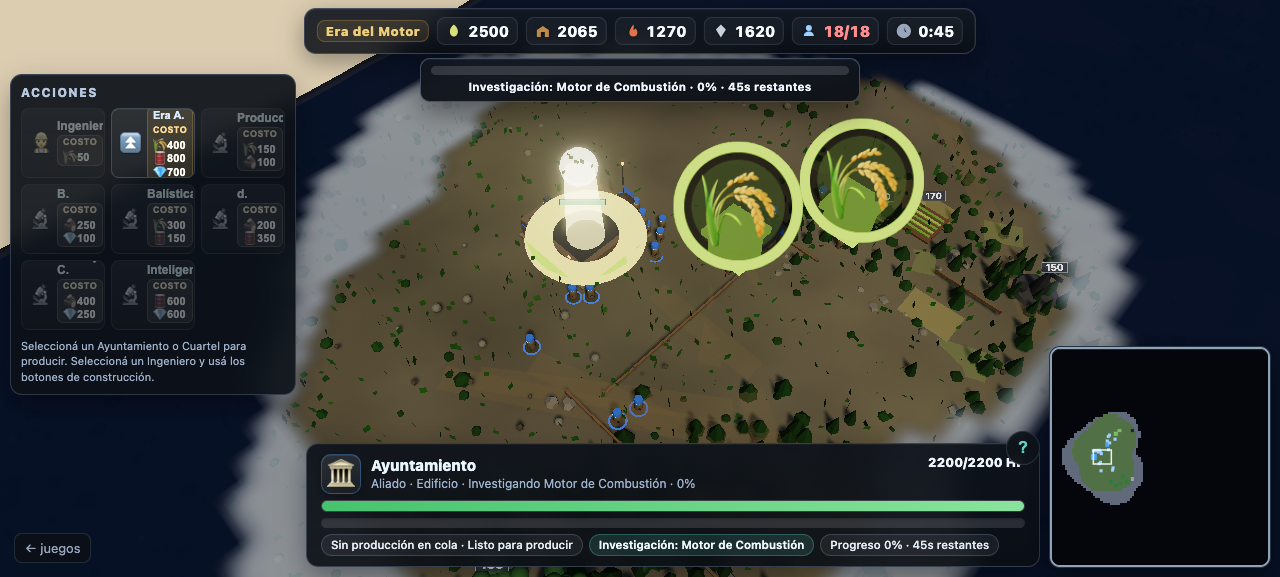 Era del Motor
2500
2065
1270
1620
18/18
0:45
Investigación: Motor de Combustión · 0% · 45s restantes
ACCIONES
Ingenier
COSTO
50
Era A.
COSTO
400
800
700
Producc
COSTO
150
100
B.
COSTO
250
100
Balística
COSTO
300
150
d.
COSTO
200
350
C.
COSTO
400
250
Inteliger
COSTO
600
600
Seleccioná un Ayuntamiento o Cuartel para
producir. Seleccioná un Ingeniero y usá los
botones de construcción.
170
150
?
Ayuntamiento
2200/2200
Aliado · Edificio · Investigando Motor de Combustión · 0%
Sin producción en cola · Listo para producir
Investigación: Motor de Combustión
Progreso 0% · 45s restantes
← juegos